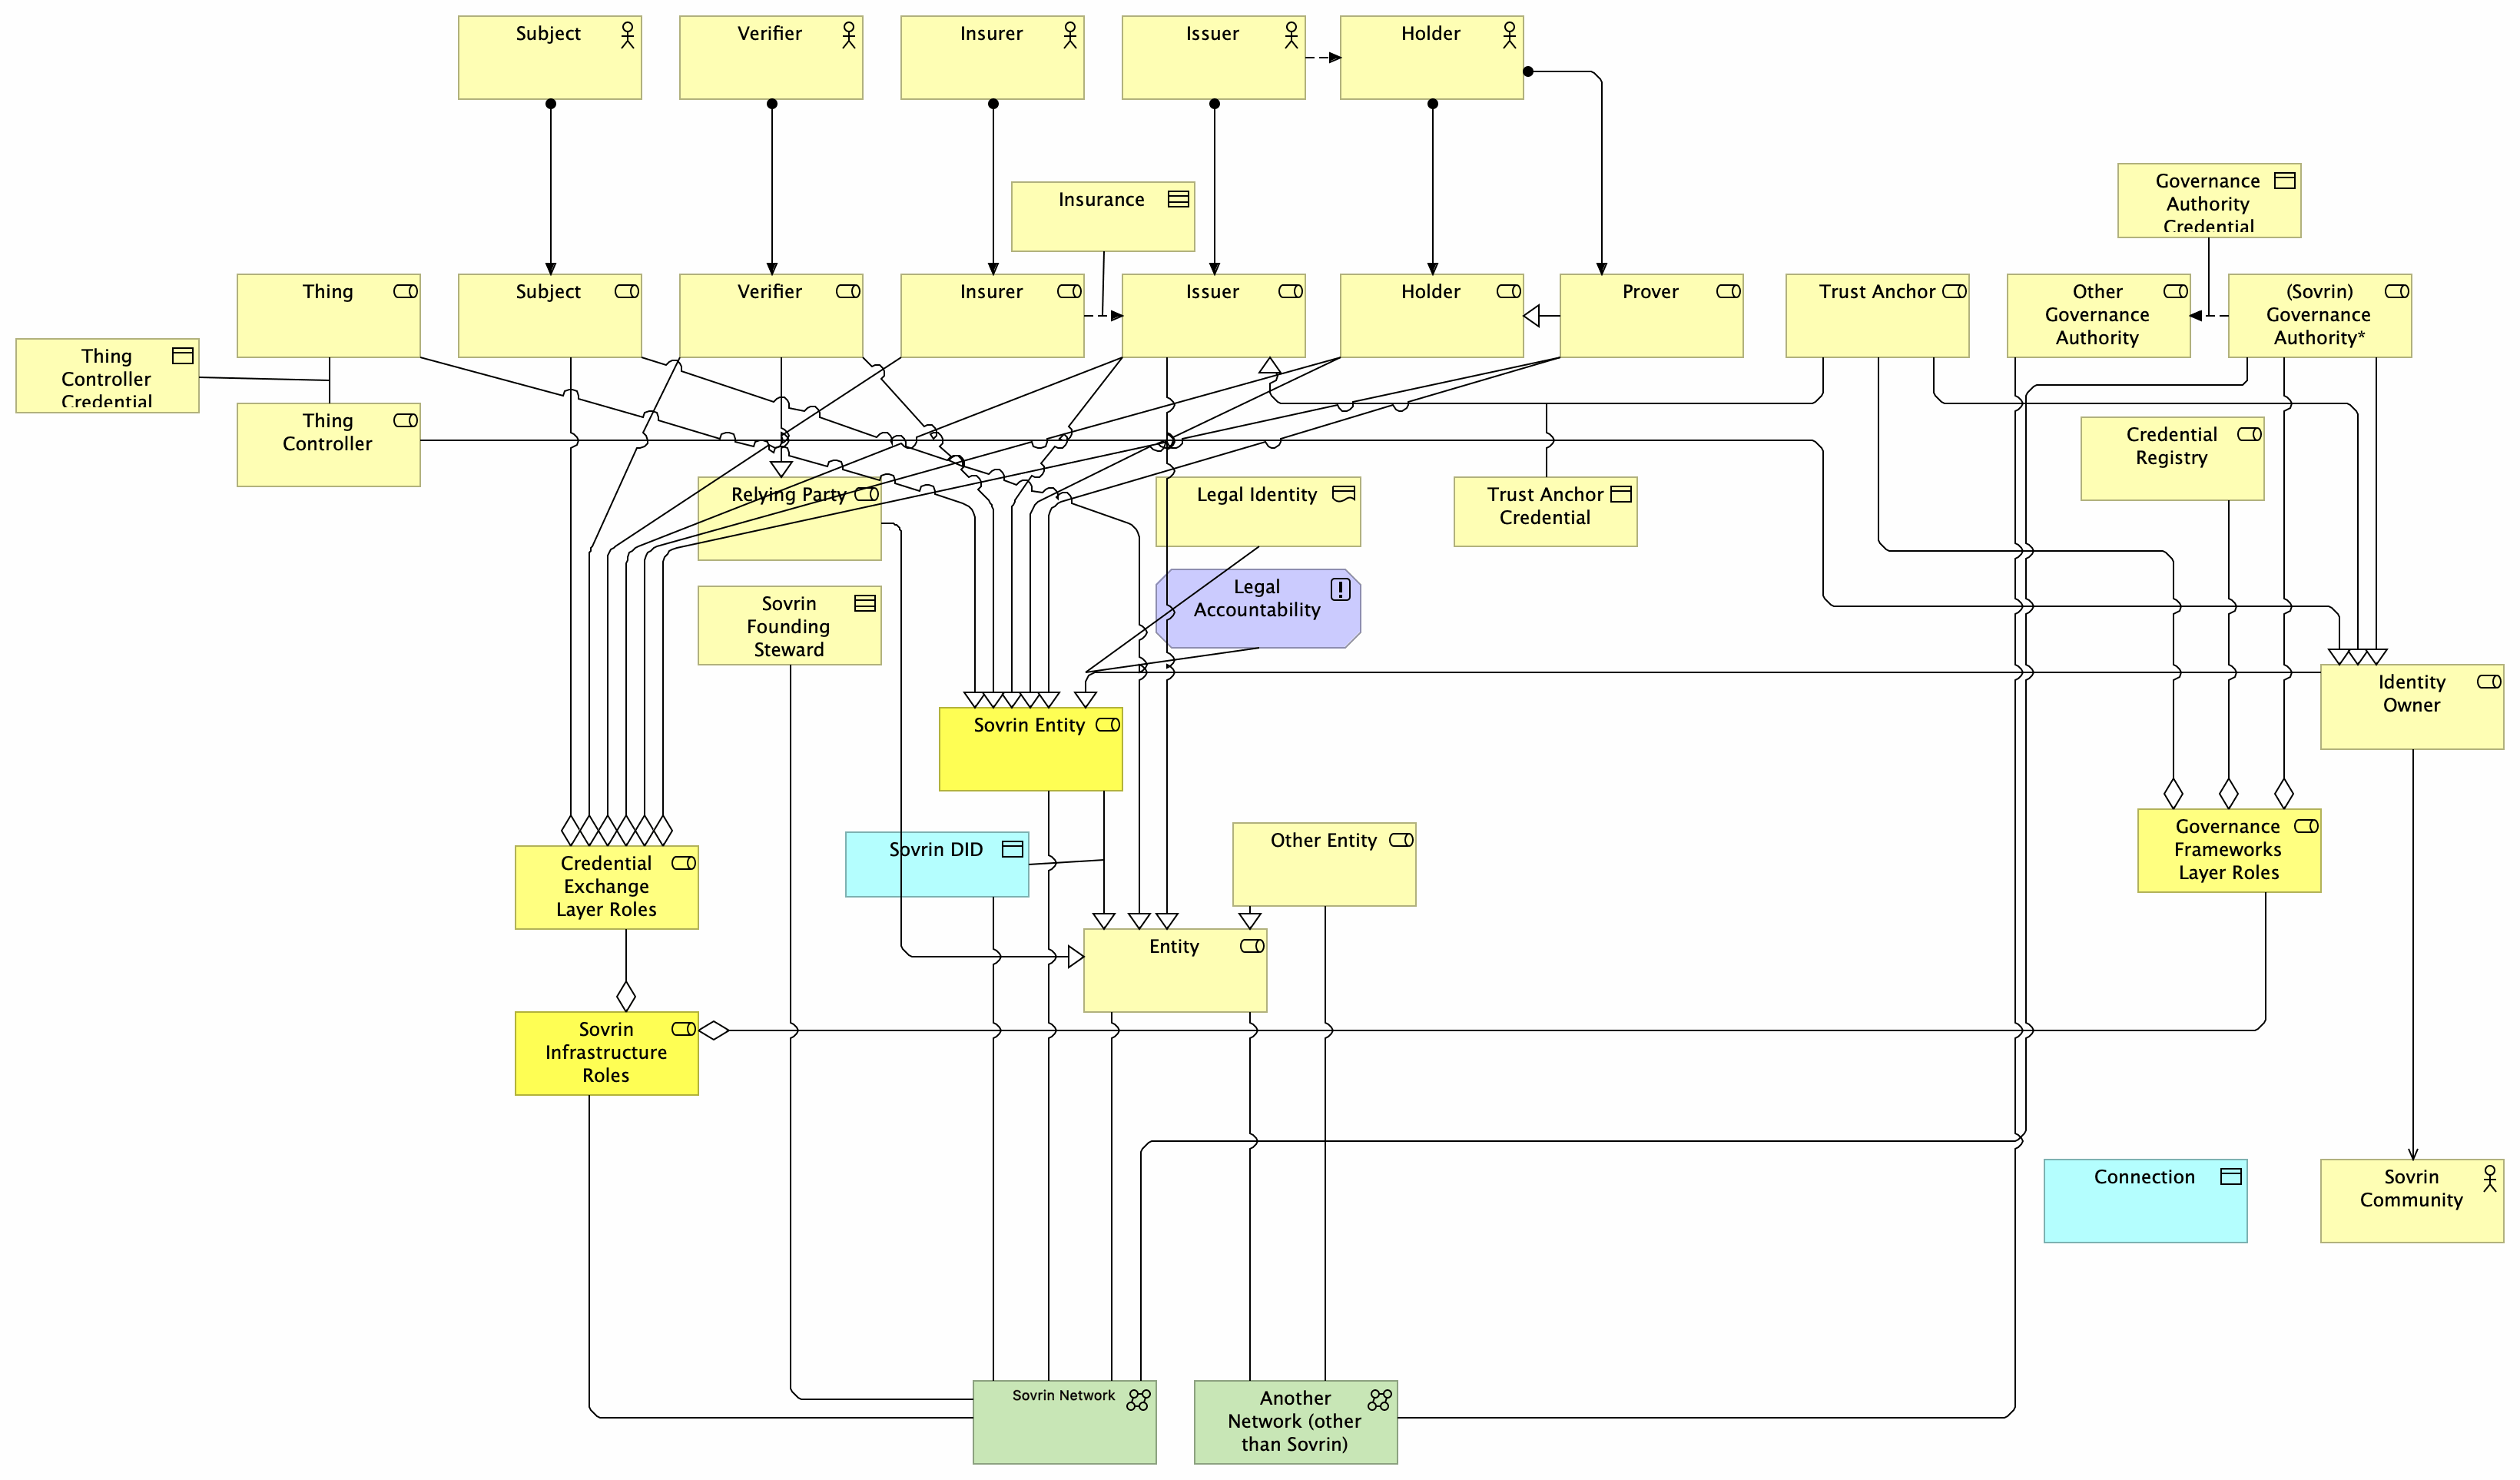 Subject
Verifier
Insurer
Issuer
Holder
Insurance
Governance
Authority
Credential
Thing
Subject
Verifier
Insurer
Issuer
Holder
Prover
Trust Anchor
Other
Governance
Authority
(Sovrin)
Governance
Authority*
Thing
Controller
Credential
Thing
Controller
Credential
Registry
Relying Party
Legal Identity
Trust Anchor
Credential
Legal
Accountability
Sovrin
Founding
Steward
Identity
Owner
Sovrin Entity
Sovrin DID
Other Entity
Governance
Frameworks
Layer Roles
Credential
Exchange
Layer Roles
Entity
Sovrin
Infrastructure
Roles
Connection
Sovrin
Community
Sovrin Network
Another
Network (other
than Sovrin)